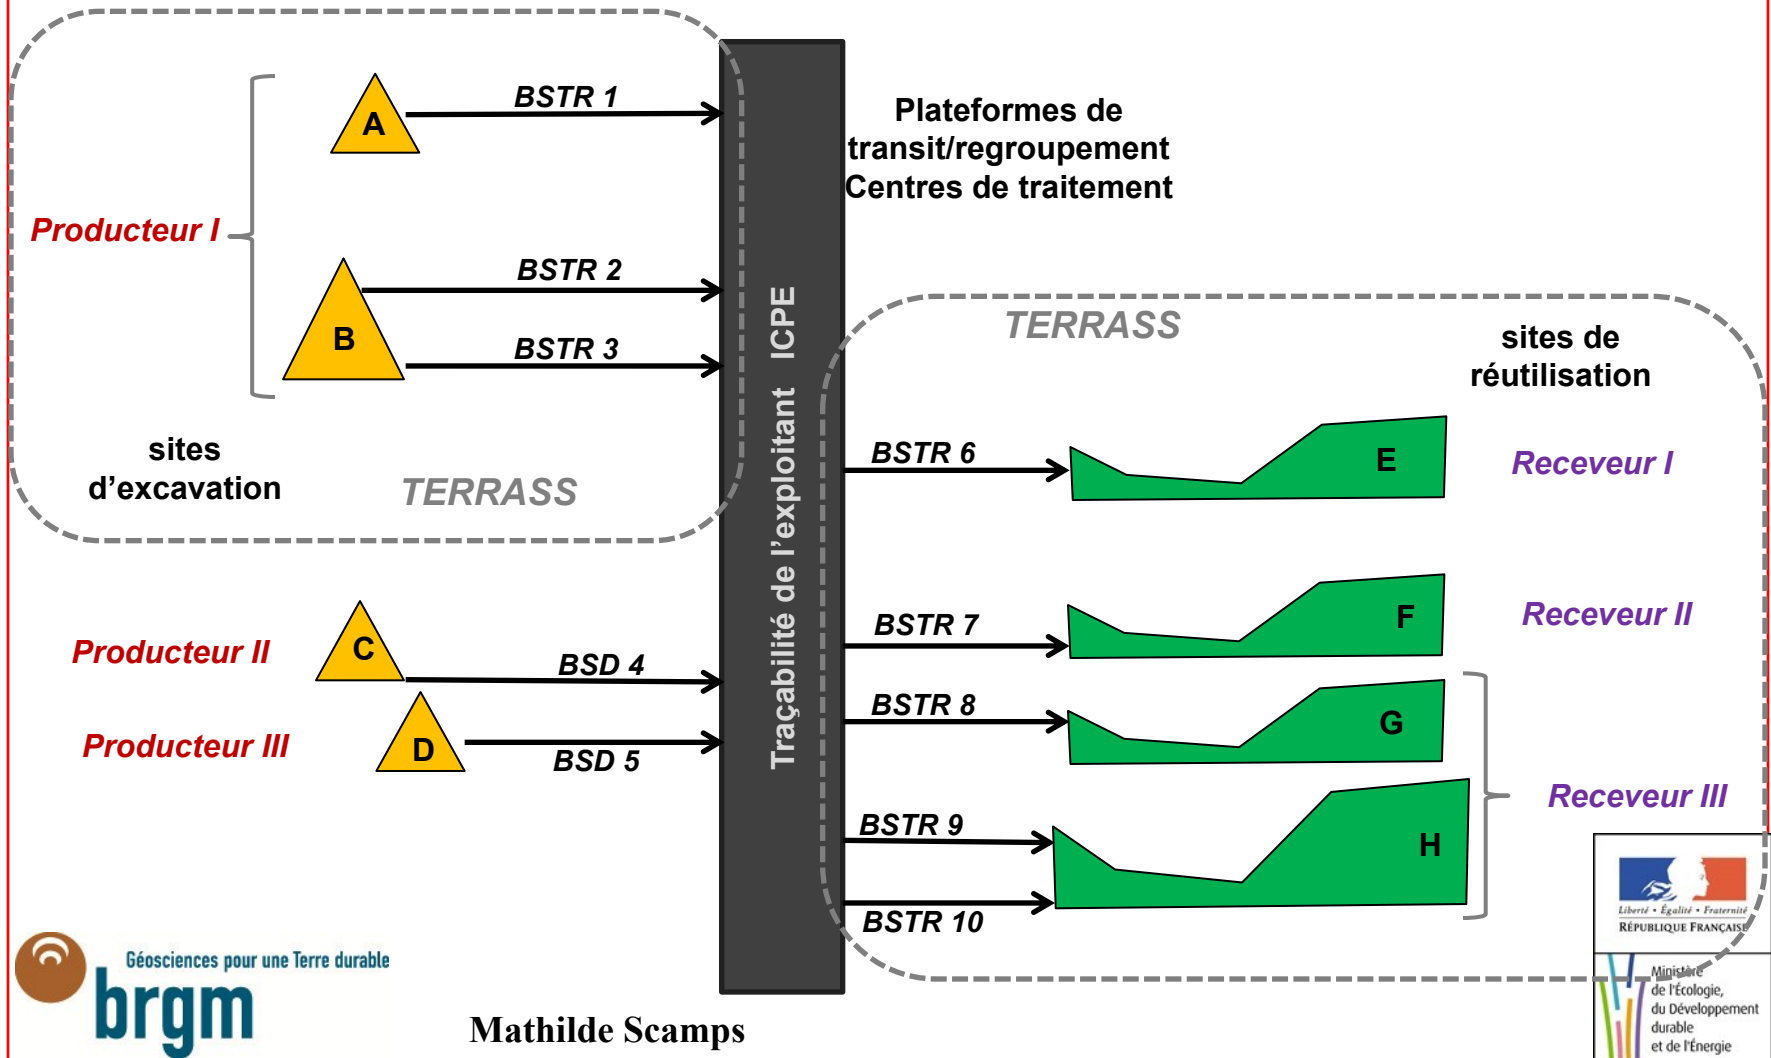 BSTR 1
A
Producteur I
BSTR 2
B
BSTR 3
sites
d'excavation
TERRASS
Producteur II
C
BSD 4
Producteur III
D
BSD 5
Traçabilité de l'exploitant ICPE
Plateformes de
transit/regroupement
Centres de traitement
TERRASS
sites de
réutilisation
BSTR 6
E
Receveur I
BSTR 7
F
Receveur II
BSTR 8
G
Receveur III
BSTR 9
H
BSTR 10
Géosciences pour une Terre durable
brgm
Mathilde Scamps
Liberté • Égalité • Fraternité
RÉPUBLIQUE FRANÇAISE
Ministère
de l'Écologie,
du Développement
durable
et de l'Énergie